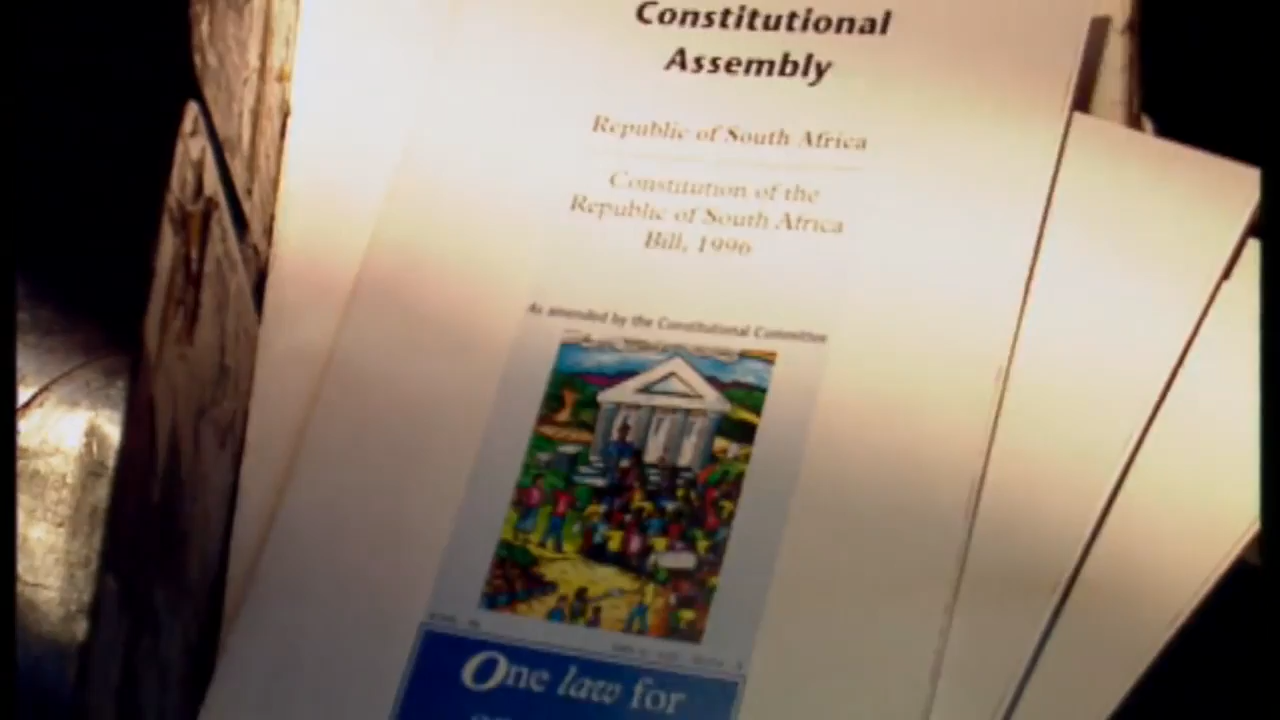 Constitutional
Assembly
Republic of South Africa
Constitution of the
Republic of South Africa
Bill, 1996
As amended by the Constitutional Committee
One law for